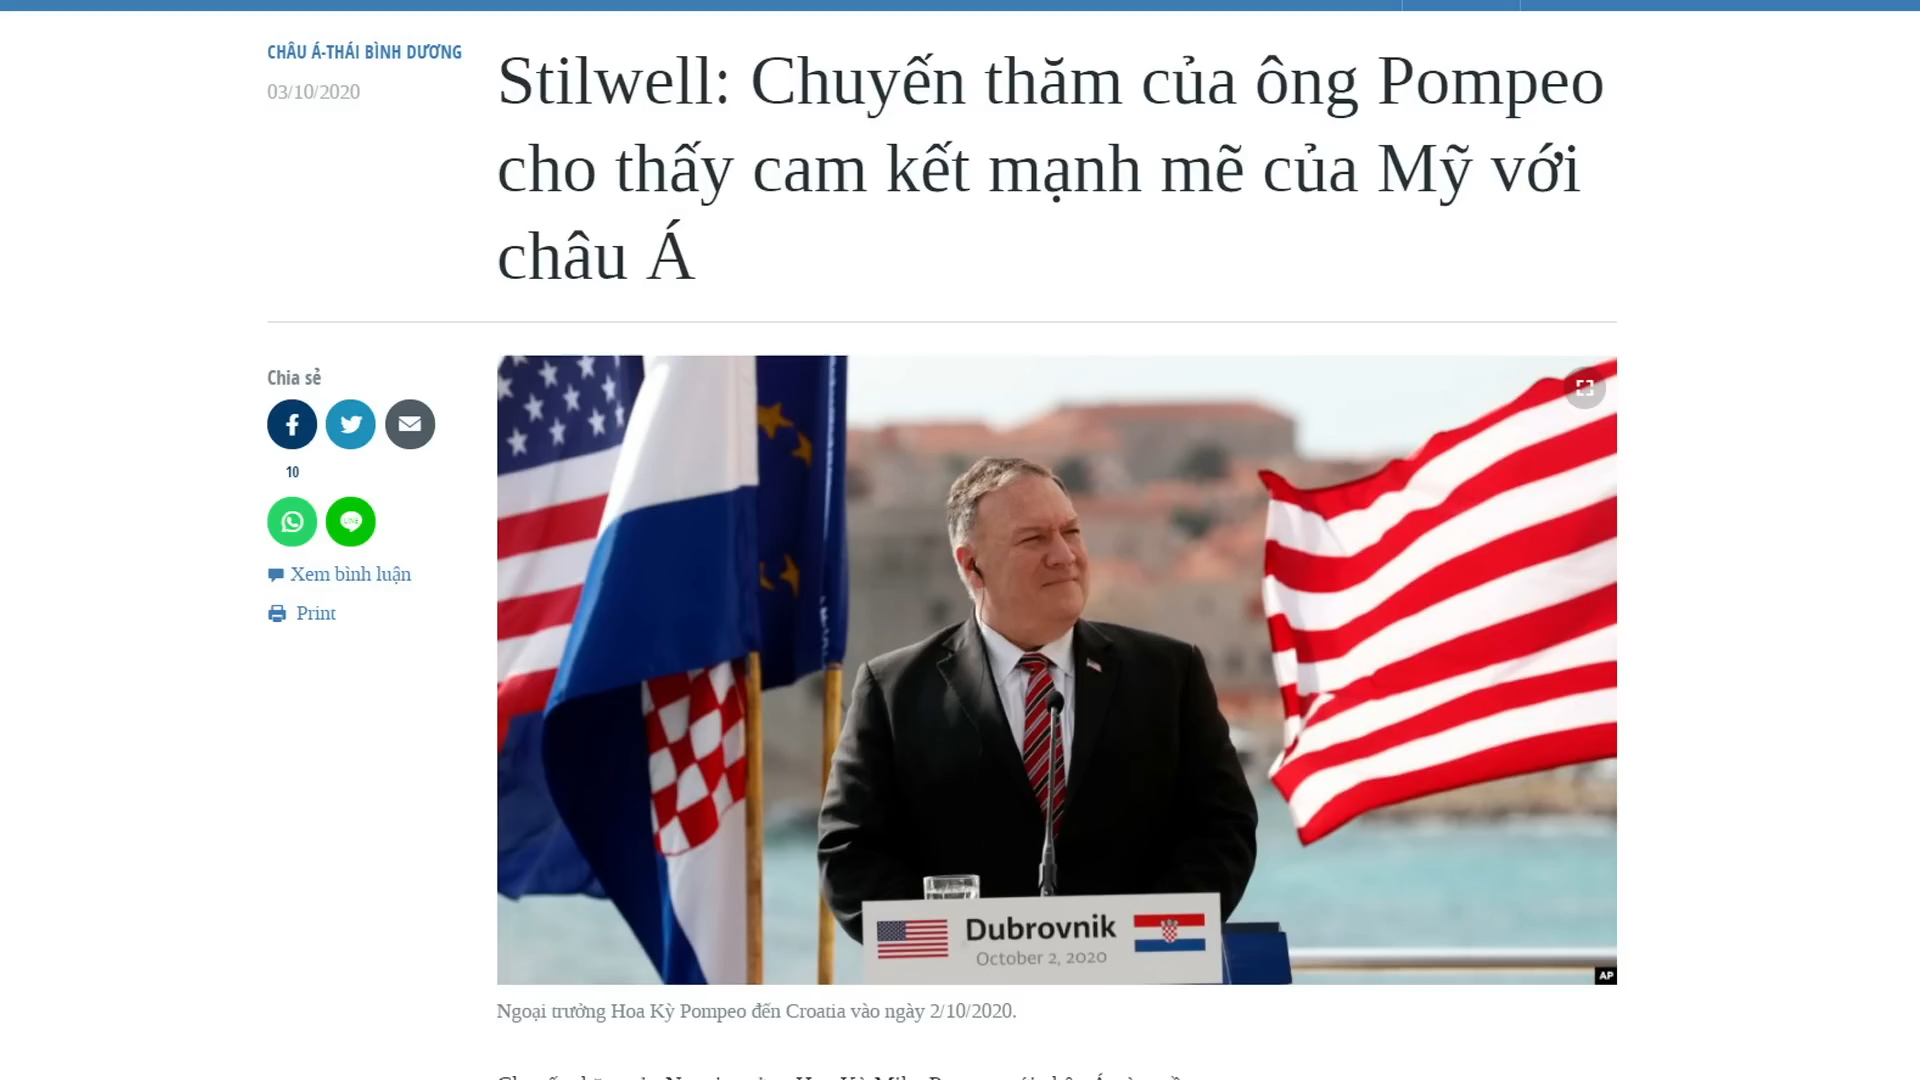 CHÂU Á-THÁI BÌNH DƯƠNG
03/10/2020
Stilwell: Chuyến thăm của ông Pompeo
cho thấy cam kết mạnh mẽ của Mỹ với
châu Á
Chia sẻ
10
LINE
Xem bình luận
Print
Dubrovnik
October 2, 2020
AP
Ngoại trưởng Hoa Kỳ Pompeo đến Croatia vào ngày 2/10/2020.